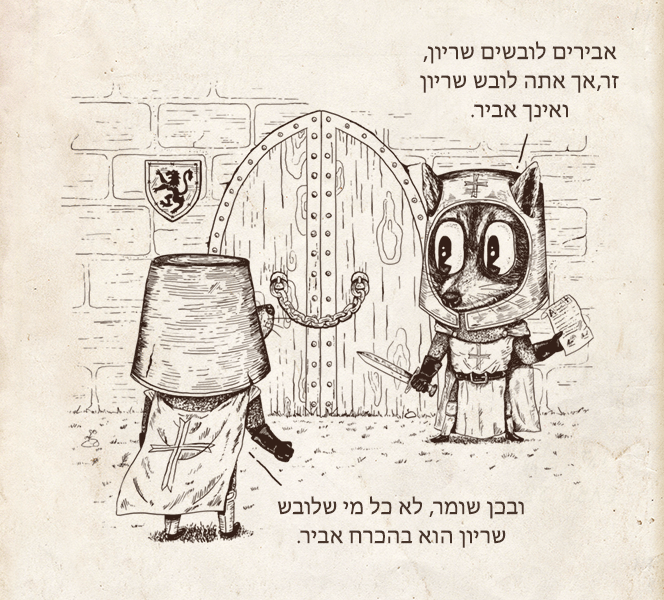 אבירים לובשים שריון,
זר,אך אתה לובש שריון
ואינך אביר.
ובכן שומר, לא כל מי שלובש
שריון הוא בהכרח אביר.